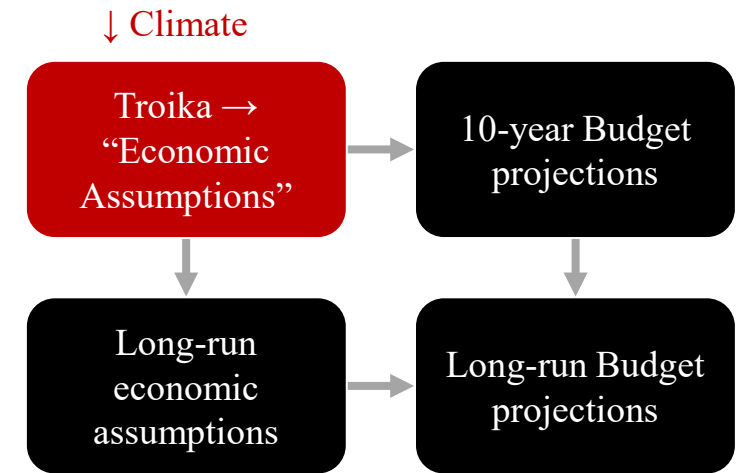 ↓ Climate
Troika →
“Economic
Assumptions”
10-year Budget
projections
Long-run
economic
assumptions
Long-run Budget
projections